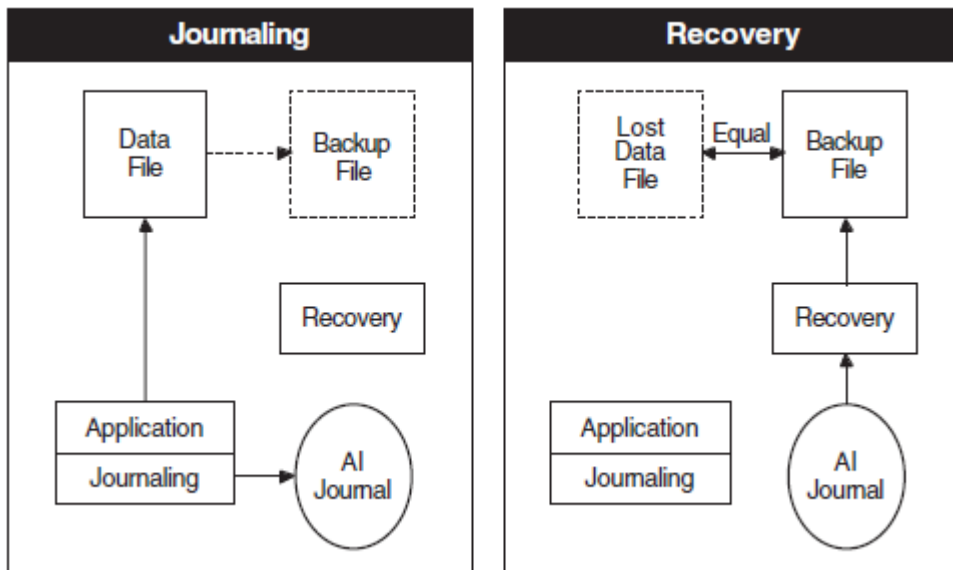 Journaling
Data
File
Backup
File
Recovery
Application
Journaling
AI
Journal
Recovery
Lost
Data
File
Equal
Backup
File
Recovery
Application
Journaling
AI
Journal